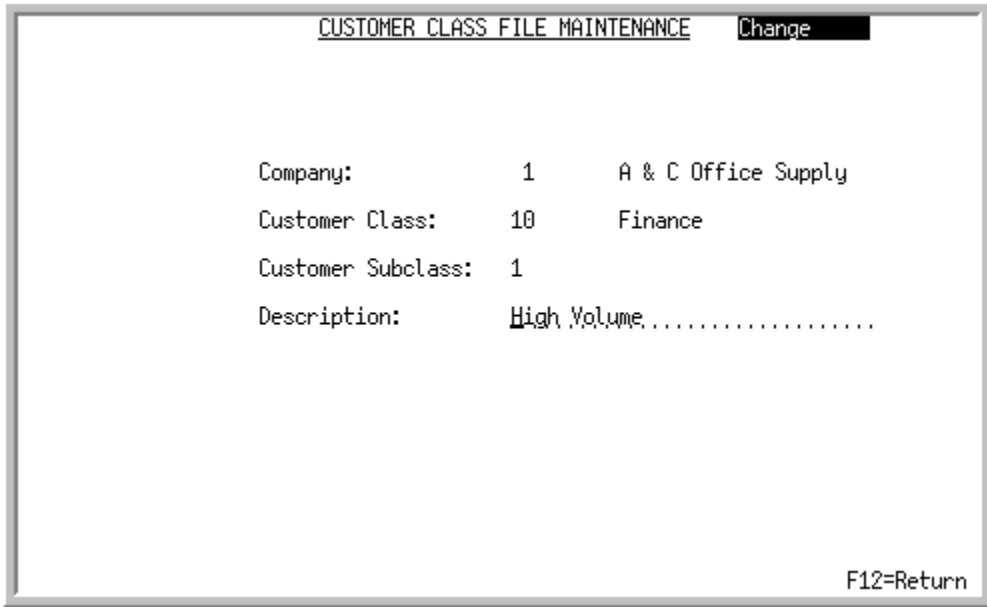 CUSTOMER CLASS FILE MAINTENANCE Change
Company: 1 A & C Office Supply
Customer Class: 10 Finance
Customer Subclass: 1
Description: High Volume
F12=Return